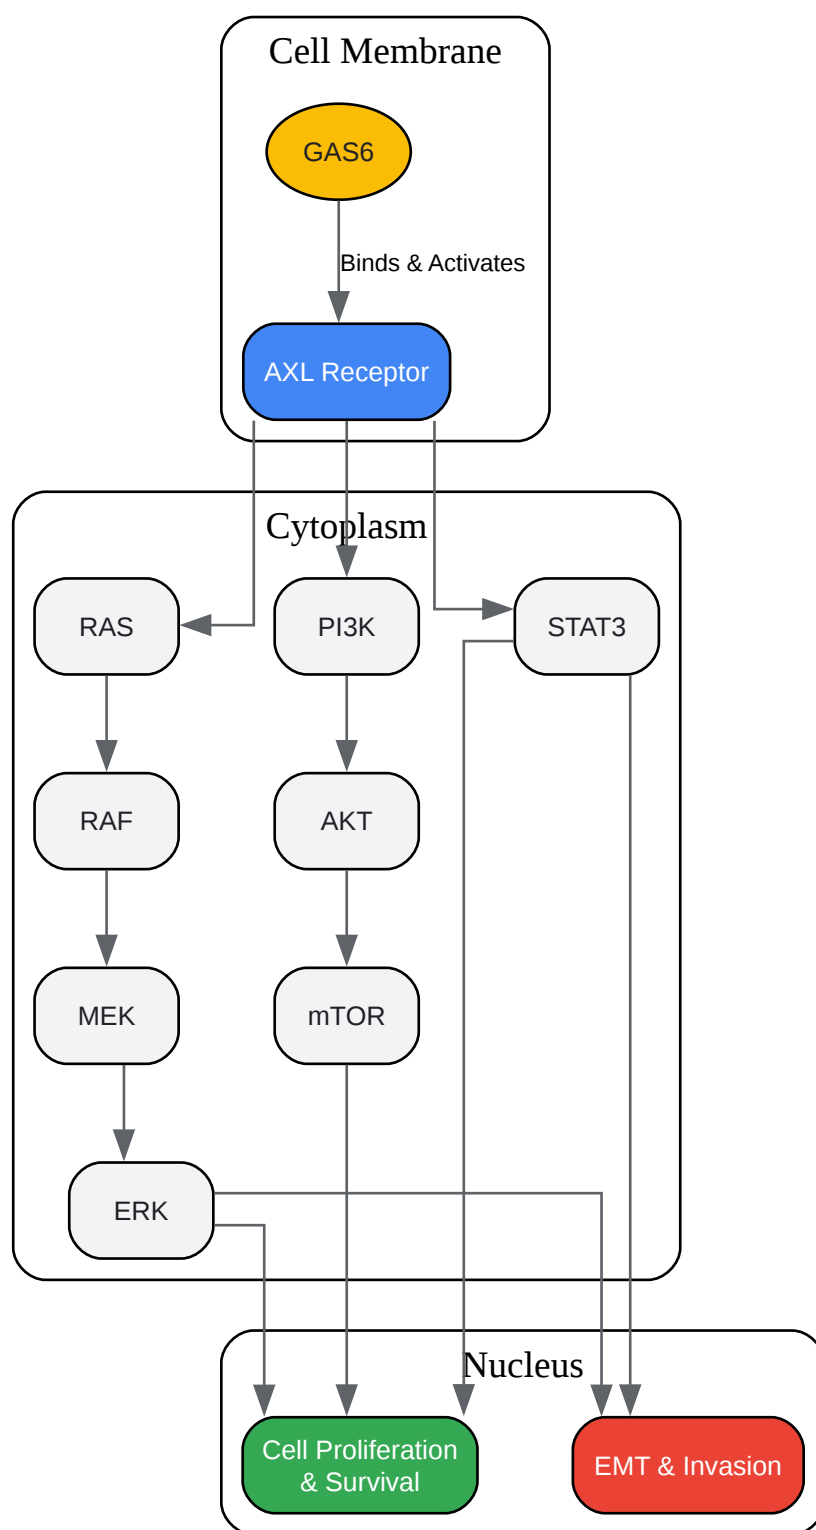 Cell Membrane
GAS6
Binds & Activates
AXL Receptor
Cytoplasm
RAS
PI3K
STAT3
RAF
AKT
MEK
mTOR
ERK
Nucleus
Cell Proliferation
& Survival
EMT & Invasion